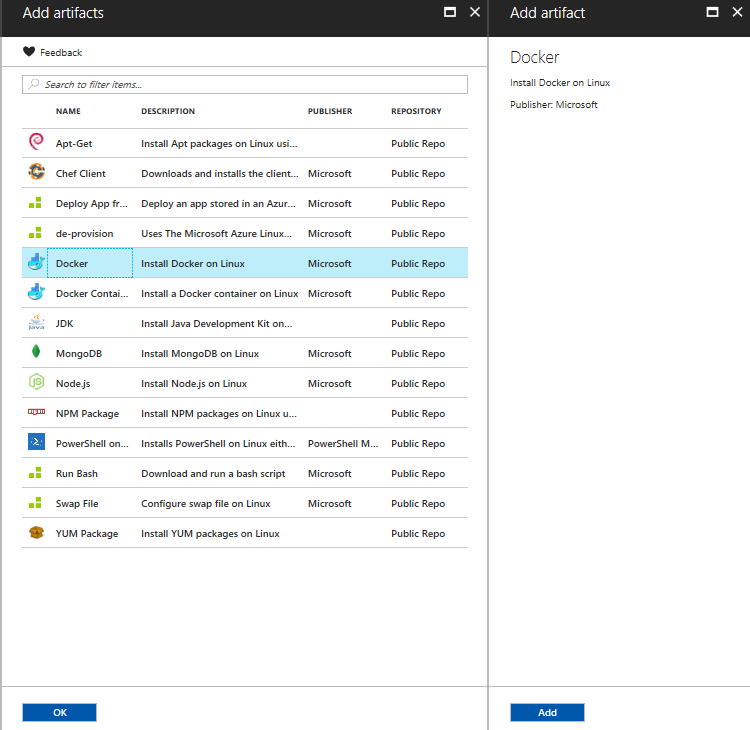 Add artifacts
Feedback
Search to filter items...
NAME DESCRIPTION PUBLISHER REPOSITORY
Apt-Get Install Apt packages on Linux usi... Public Repo
Chef Client Downloads and installs the client... Microsoft Public Repo
Deploy App fr... Deploy an app stored in an Azur... Microsoft Public Repo
de-provision Uses The Microsoft Azure Linux... Microsoft Public Repo
Docker Install Docker on Linux Microsoft Public Repo
Docker Contai... Install a Docker container on Linux Microsoft Public Repo
Java JDK Install Java Development Kit on... Public Repo
MongoDB Install MongoDB on Linux Microsoft Public Repo
JS Node.js Install Node.js on Linux Microsoft Public Repo
npm NPM Package Install NPM packages on Linux u... Public Repo
PowerShell on... Installs PowerShell on Linux eith... PowerShell M... Public Repo
Run Bash Download and run a bash script Microsoft Public Repo
Swap File Configure swap file on Linux Microsoft Public Repo
YUM Package Install YUM packages on Linux Public Repo
OK
Add artifact
Docker
Install Docker on Linux
Publisher: Microsoft
Add